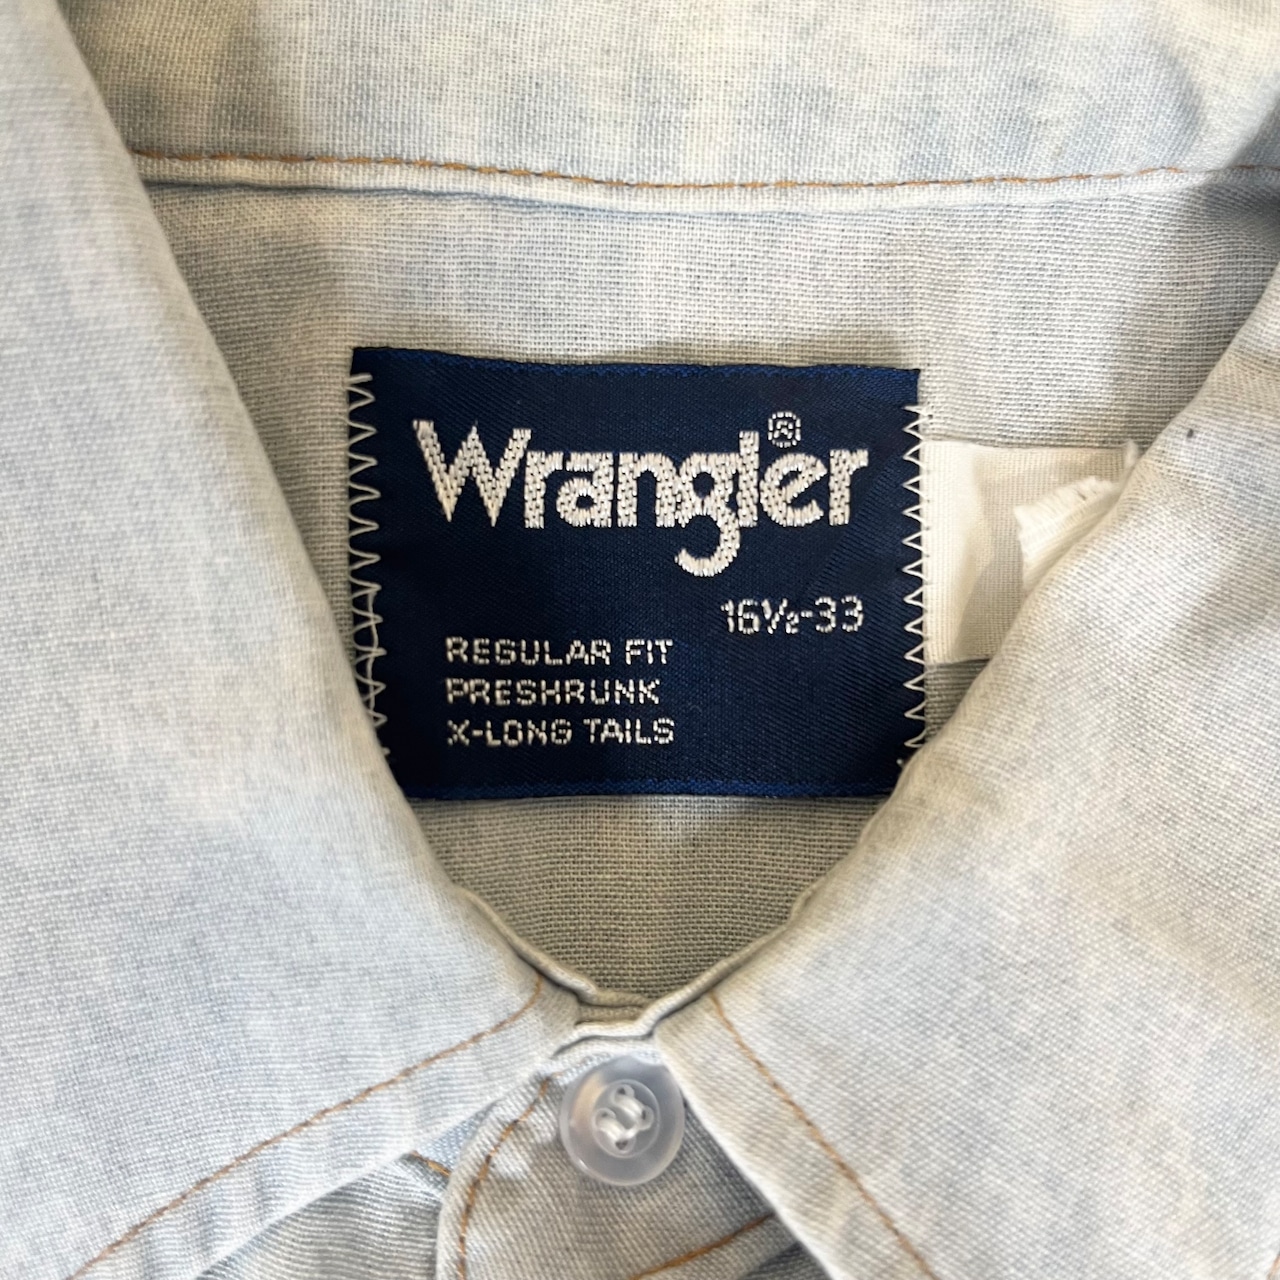 Wrangler®
16½-33
REGULAR FIT
PRESHRUNK
X-LONG TAILS